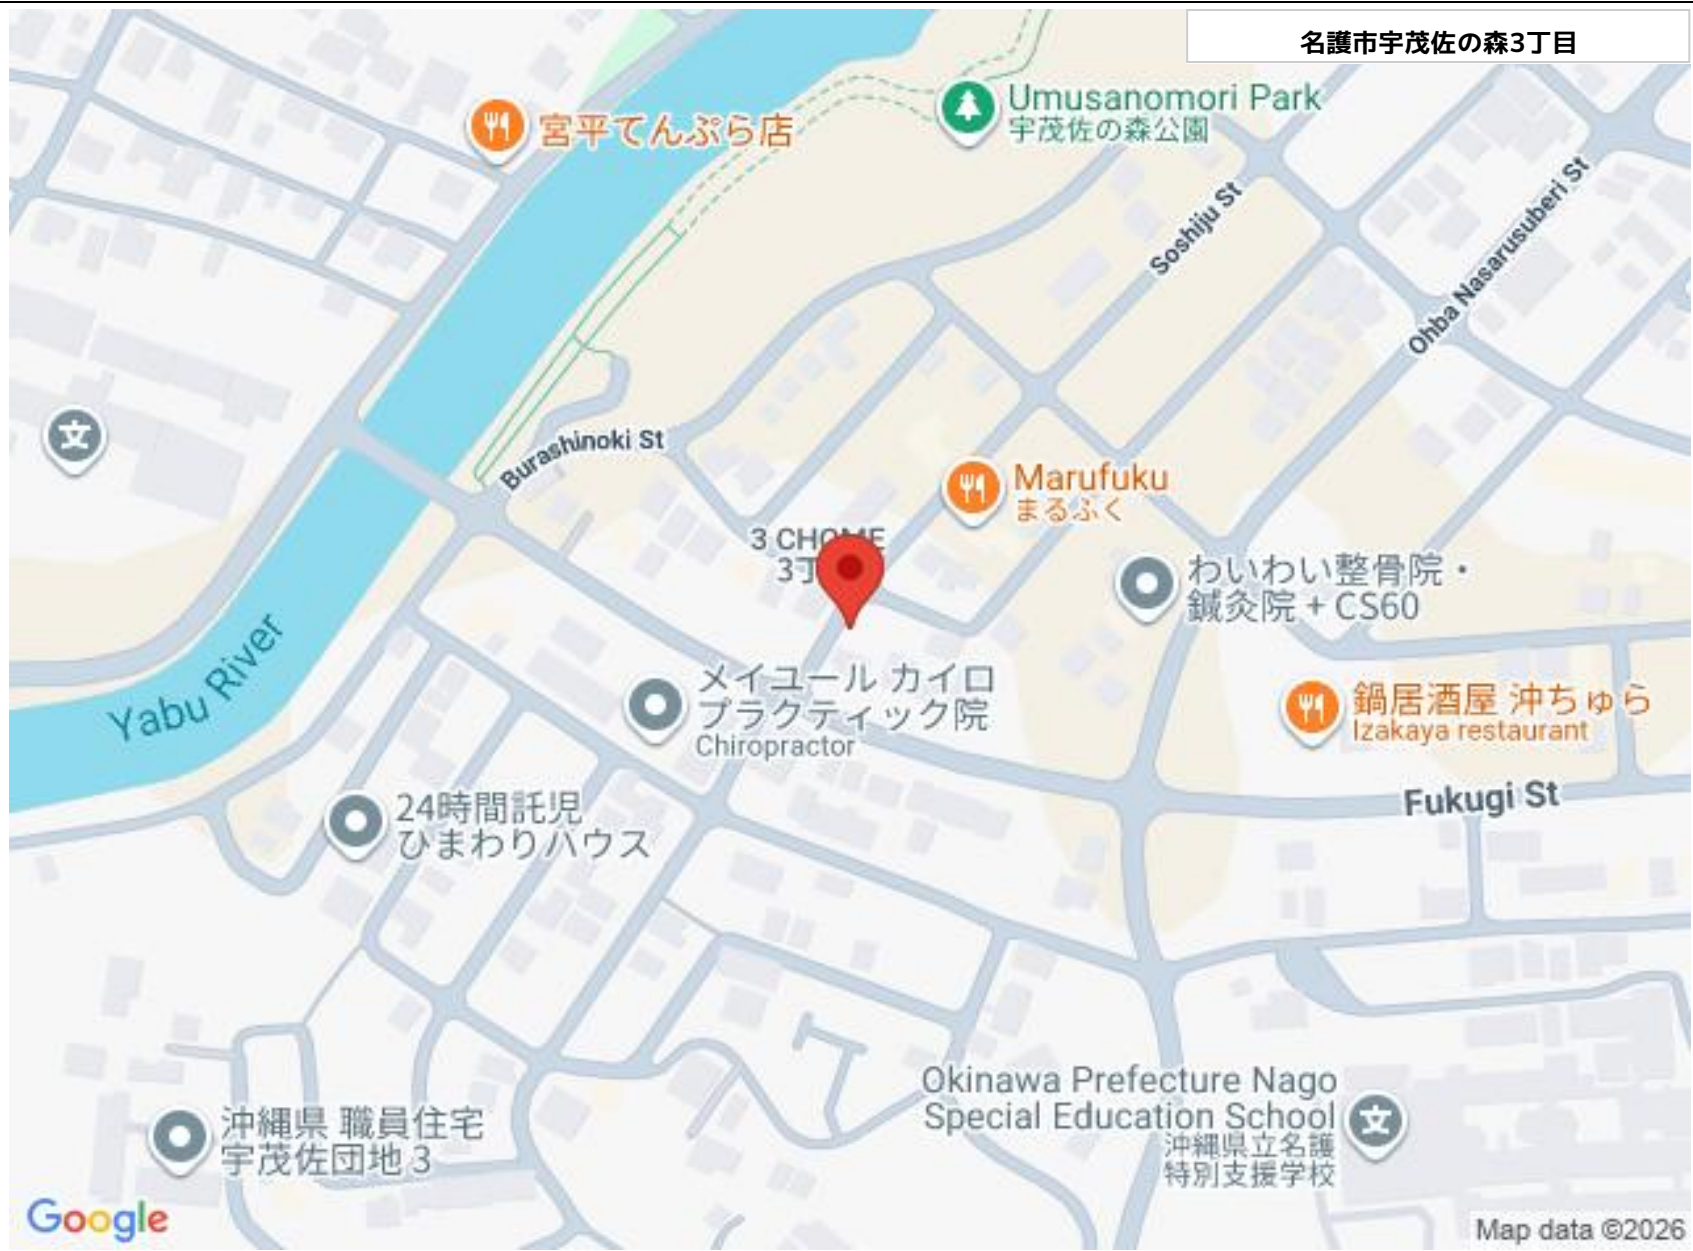 名護市宇茂佐の森3丁目
宮平てんぷら店
Umusanomori Park
宇茂佐の森公園
Soshiju St
Ohba Nasarusuberi St
Burashinoki St
Marufuku
まるふく
3 CHOME
わいわい整骨院・
鍼灸院 + CS60
Yabu River
メイユール カイロ
プラクティック院
Chiropractor
鍋居酒屋 沖ちゅら
Izakaya restaurant
Fukugi St
24時間託児
ひまわりハウス
Okinawa Prefecture Nago
Special Education School
沖縄県立名護
特別支援学校
沖縄県 職員住宅
宇茂佐団地 3
文
文
Google
Map data ©2026